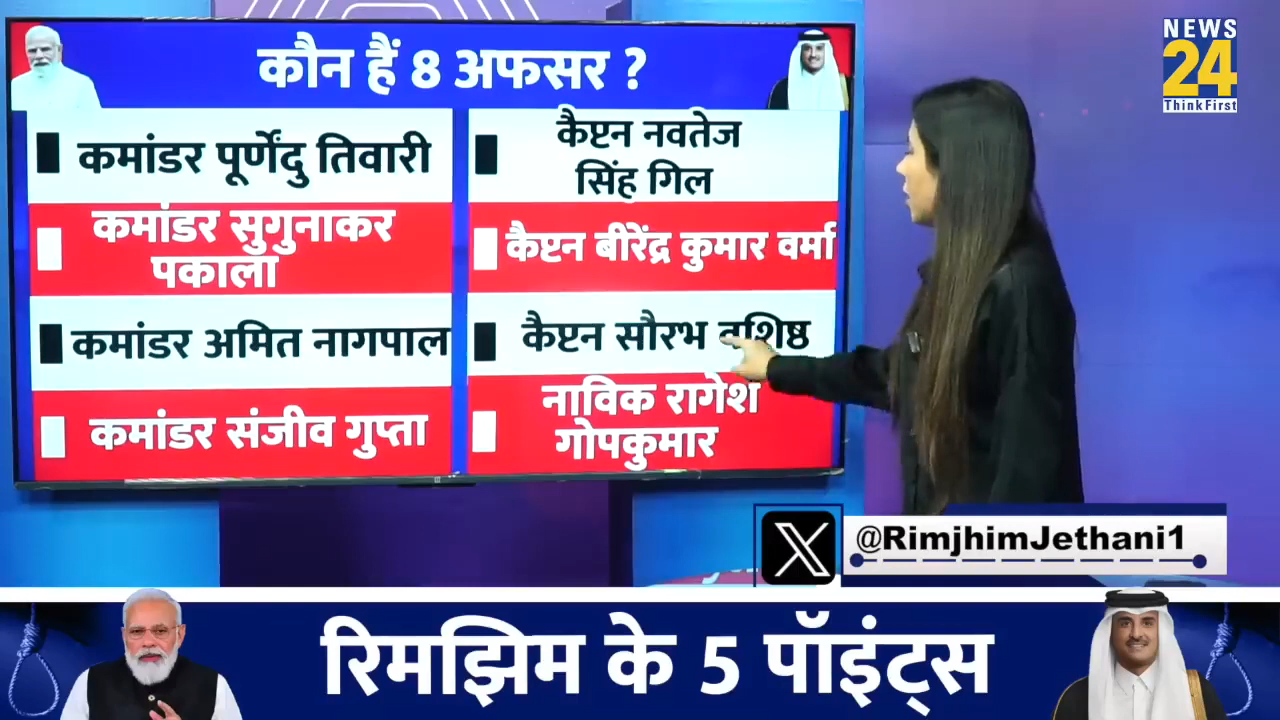 कौन हैं 8 अफसर ?
कमांडर पूर्णेंदु तिवारी
कमांडर सुगुनाकर
पकाला
कमांडर अमित नागपाल
कमांडर संजीव गुप्ता
कैप्टन नवतेज
सिंह गिल
कैप्टन बीरेंद्र कुमार वर्मा
कैप्टन सौरभ वशिष्ठ
नाविक रागेश
गोपकुमार
NEWS
24
ThinkFirst
@RimjhimJethani1
रिमझिम के 5 पॉइंट्स